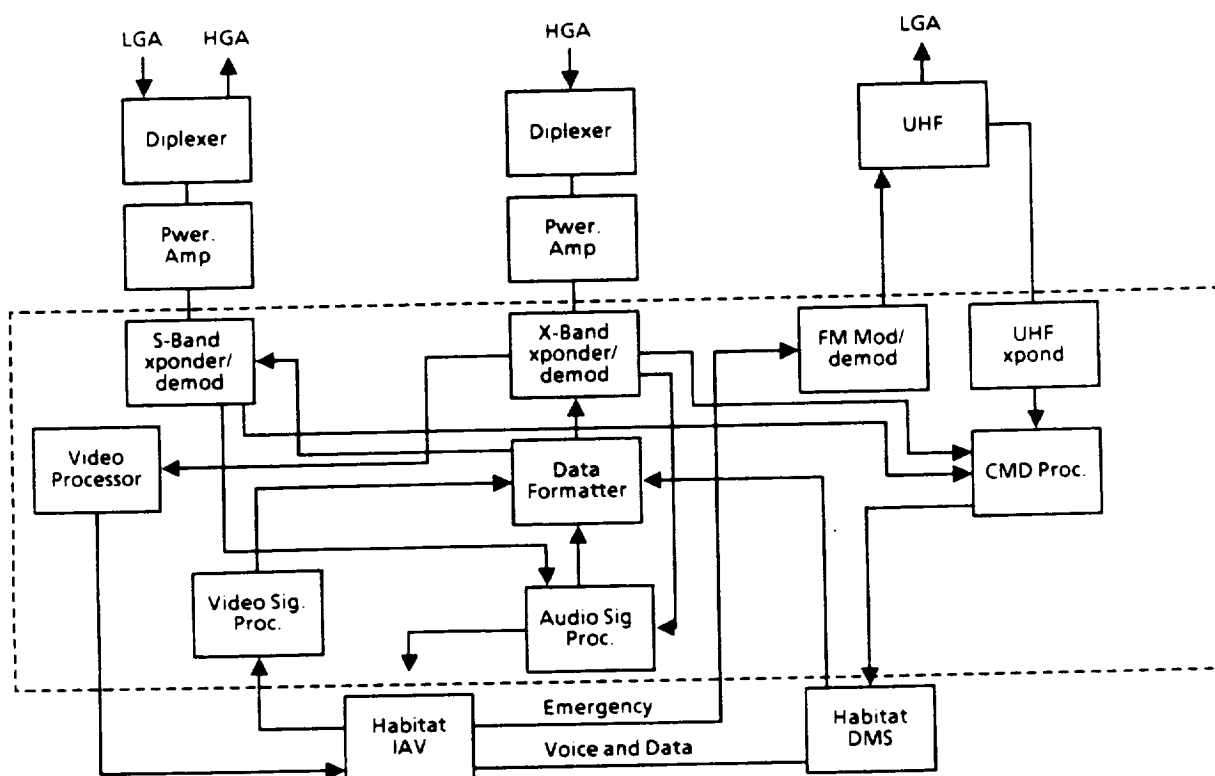 LGA
HGA
HGA
LGA
Diplexer
Diplexer
UHF
Pwer.
Amp
Pwer.
Amp
S-Band
xponder/
demod
X-Band
xponder/
demod
FM Mod/
demod
UHF
xpond
Video
Processor
Data
Formatter
CMD Proc.
Video Sig.
Proc.
Audio Sig
Proc.
Habitat
IAV
Emergency
Voice and Data
Habitat
DMS